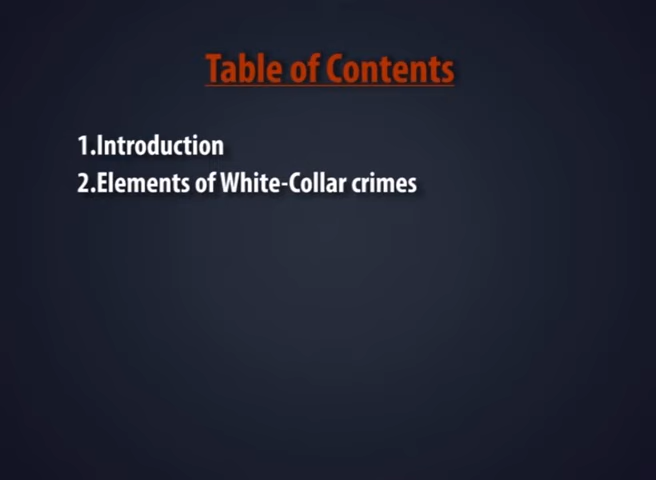 Table of Contents
1.Introduction
2.Elements of White-Collar crimes